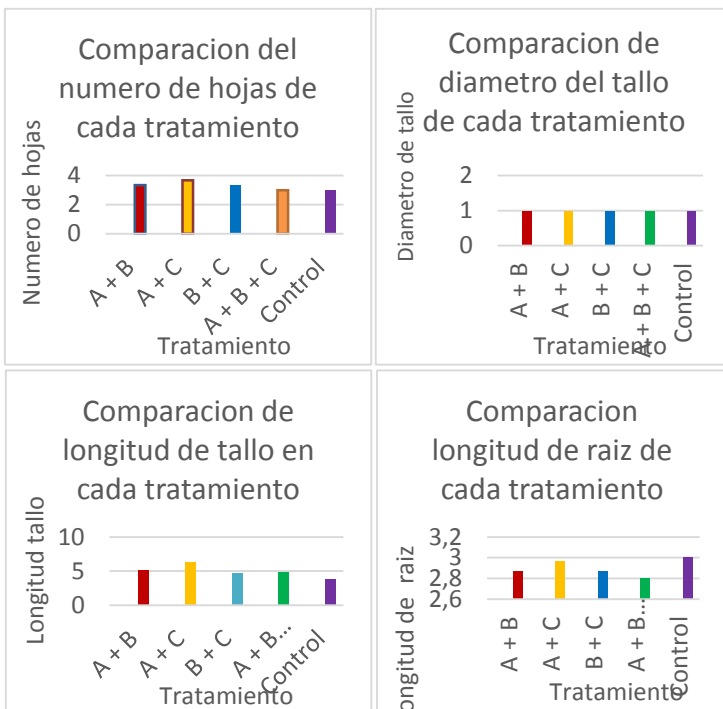 Comparacion del
numero de hojas de
cada tratamiento
Numero de hojas
4
2
0
A + B
A + C
B + C
A + B + C
Control
Tratamiento
Comparacion de
diametro del tallo
de cada tratamiento
Diametro de tallo
2
1
0
A + B
A + C
B + C
A + B + C
Control
Tratamiento
Comparacion de
longitud de tallo en
cada tratamiento
Longitud tallo
10
5
0
A + B
A + C
B + C
A + B...
Control
Tratamiento
Comparacion
longitud de raiz de
cada tratamiento
ongitud de raiz
3,2
3
2,8
2,6
A + B
A + C
B + C
A + B...
Control
Tratamiento